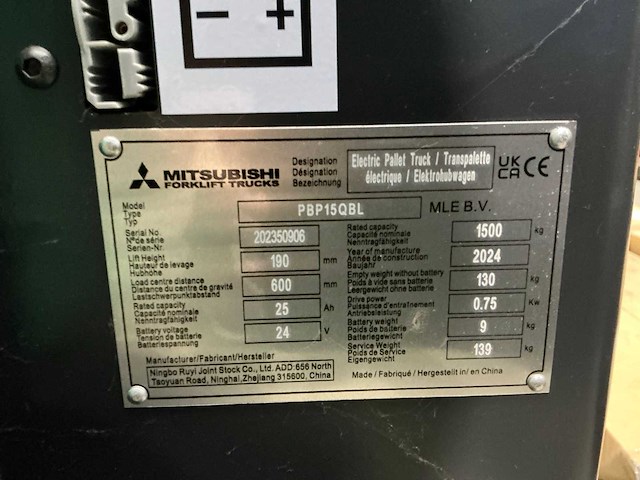 MITSUBISHI
FORKLIFT TRUCKS
Designation
Désignation
Bezeichnung
Electric Pallet Truck / Transpalette
électrique / Elektrohubwagen
UK
CA CE
Model
Type
Typ
PBP15QBL
MLE B.V.
Serial No.
N°de série
Serien-Nr.
202350906
Rated capacity
Capacité nominale
Nenntragfähigkeit
1500 kg
Lift Height
Hauteur de levage
Hubhöhe
190 mm
Year of manufacture
Année de construction
Baujahr
2024
Load centre distance
Distance du centre de gravité
Lastschwerpunktabstand
600 mm
Empty weight without battery
Poids à vide sans batterie
Leergewicht ohne batterie
130 kg
Rated capacity
Capacité nominale
Nenntragfähigkeit
25 Ah
Drive power
Puissance d'entraînement
Antriebsleistung
0.75 Kw
Battery voltage
Tension de batterie
Batteriespannung
24 V
Battery weight
Poids de batterie
Batteriegewicht
9 kg
Service Weight
Poids de Service
Eigengewicht
139 kg
Manufacturer/Fabricant/Hersteller
Ningbo Ruyi Joint Stock Co., Ltd. ADD:656 North
Taoyuan Road, Ninghai,Zhejiang 315600, China
Made / Fabriqué / Hergestellt in/ en China